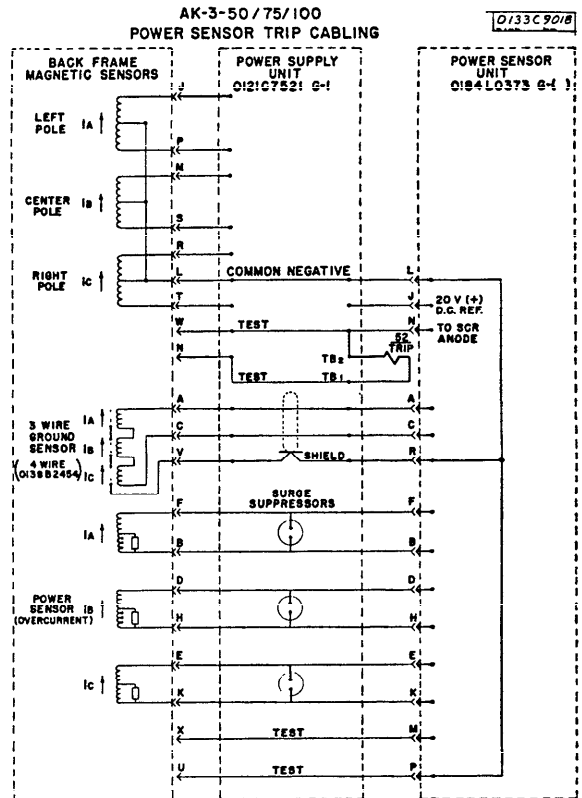 AK-3-50/75/100
POWER SENSOR TRIP CABLING
0133C9018
BACK FRAME
MAGNETIC SENSORS
POWER SUPPLY
UNIT
0121C7521 G-1
POWER SENSOR
UNIT
0184L0373 G-( )
J
LEFT
POLE
IA
P
M
CENTER
POLE
IB
S
R
RIGHT
POLE
IC
L
COMMON NEGATIVE
L
T
J
20 V (+)
D.C. REF.
W
TEST
N
TO SCR
ANODE
52
TRIP
TB2
N
TEST
TB1
A
A
IA
3 WIRE
GROUND
SENSOR
IB
C
C
(4 WIRE
0139B2454)
IC
V
SHIELD
R
F
SURGE
SUPPRESSORS
F
IA
B
B
D
D
POWER
SENSOR
(OVERCURRENT)
IB
H
H
E
E
IC
K
K
X
TEST
M
U
TEST
P